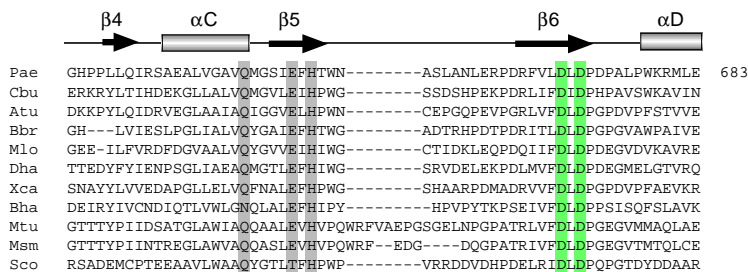 β4 αC β5 β6 αD
Pae GHPPLLQIRSAEALVGAVQMGSIEFHTWN--------ASLANLERPDRFVLDLDPDPALPWKRMLE 683
Cbu ERKRYLTIHDEKGLLALVQMGVLEIHPWG--------SSDSHPEKPDRLIFDIDPHPAVSWKAVIN
Atu DKKPYLQIDRVEGLAAIAQIGGVELHPWN--------CEPGQPEVPGRLVFDLDPGPDVPFSTVVE
Bbr GH---LVIESLPGLIALVQYGAIEFHTWG--------ADTRHPDTPDRITLDLDPGPGVAWPAIVE
Mlo GEE-ILFVRDFDGVAALVQYGVVEIHIWG--------CTIDKLEQPDQIIFDLDPDEGVDVKAVRE
Dha TTEDYFYIENPSGLIAEAQMGTLEFHIWG--------SRVDELEKPDLMVFDLDPDEGMELGTVRQ
Xca SNAYYLVVEDAPGLLELVQFNALEFHPWG--------SHAARPDMADRVVFDLDPGPDVPFAEVKR
Bha DEIRYIVCNDIQTLVWLGNQLALEFHIPY--------HPVPYTKPSEIVFDLDPPSISQFSLAVK
Mtu GTTTYPIIDSATGLAWIAQQAALEVHVPQWRFVAEPGSGELNPGPATRLVFDLDPGEGVMMAQLAE
Msm GTTTYPIINTREGLAWVAQQASLEVHVPQWRF--EDG----DQGPATRIVFDLDPGEGVTMTQLCE
Sco RSADEMCPTEEAAVLWAAQYGTLTFHPWP--------VRRDDVDHPDELRIDLDPQPGTDYDDAAR